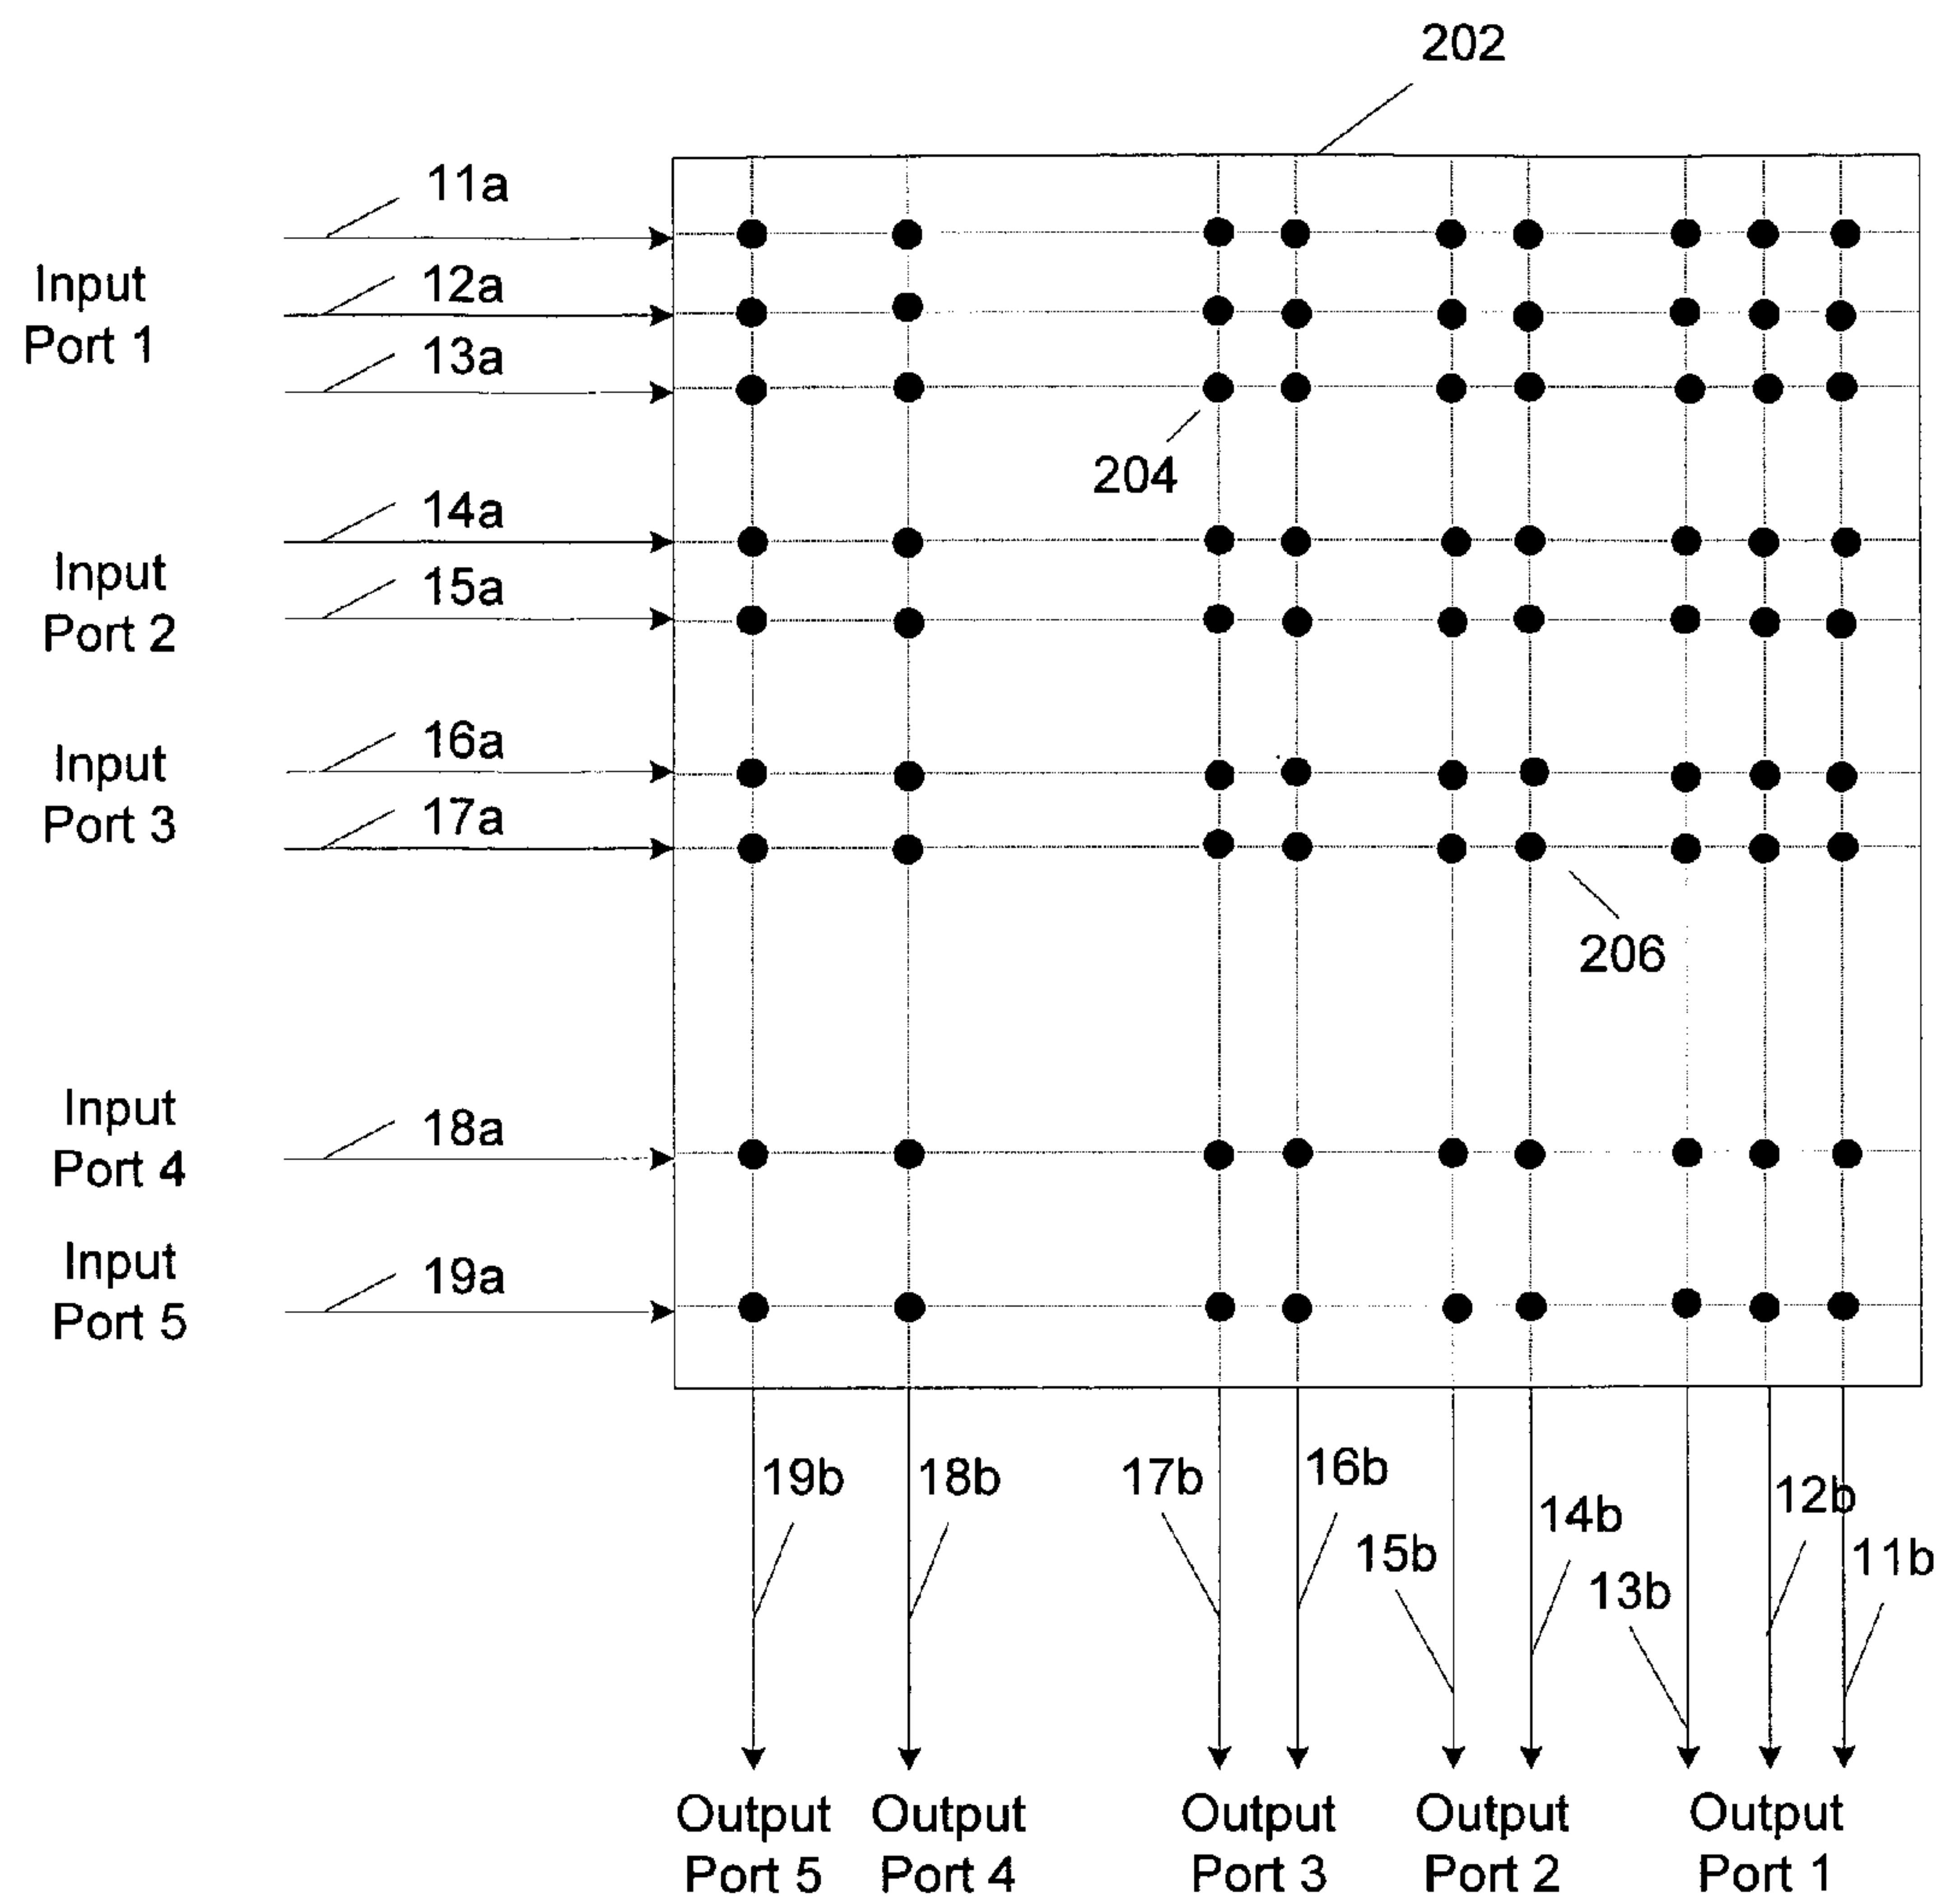 202
11a
12a
13a
Input
Port 1
204
14a
15a
Input
Port 2
16a
17a
Input
Port 3
206
Input
Port 4
18a
Input
Port 5
19a
19b
18b
17b
16b
15b
14b
13b
12b
11b
Output
Port 5
Output
Port 4
Output
Port 3
Output
Port 2
Output
Port 1